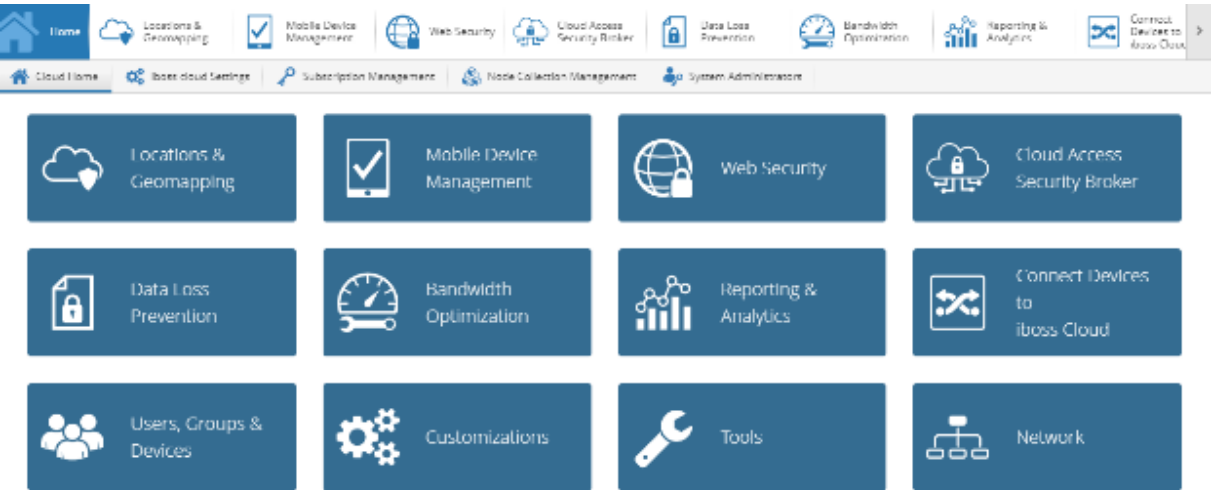 Home
Locations &
Geomapping
Mobile Device
Management
Web Security
Cloud Access
Security Broker
Data Loss
Prevention
Bandwidth
Optimization
Reporting &
Analytics
Connect
Devices to
iboss Cloud
Cloud Home
iboss cloud Settings
Subscription Management
Node Collection Management
System Administrators
Locations &
Geomapping
Mobile Device
Management
Web Security
Cloud Access
Security Broker
Data Loss
Prevention
Bandwidth
Optimization
Reporting &
Analytics
Connect Devices
to
iboss Cloud
Users, Groups &
Devices
Customizations
Tools
Network